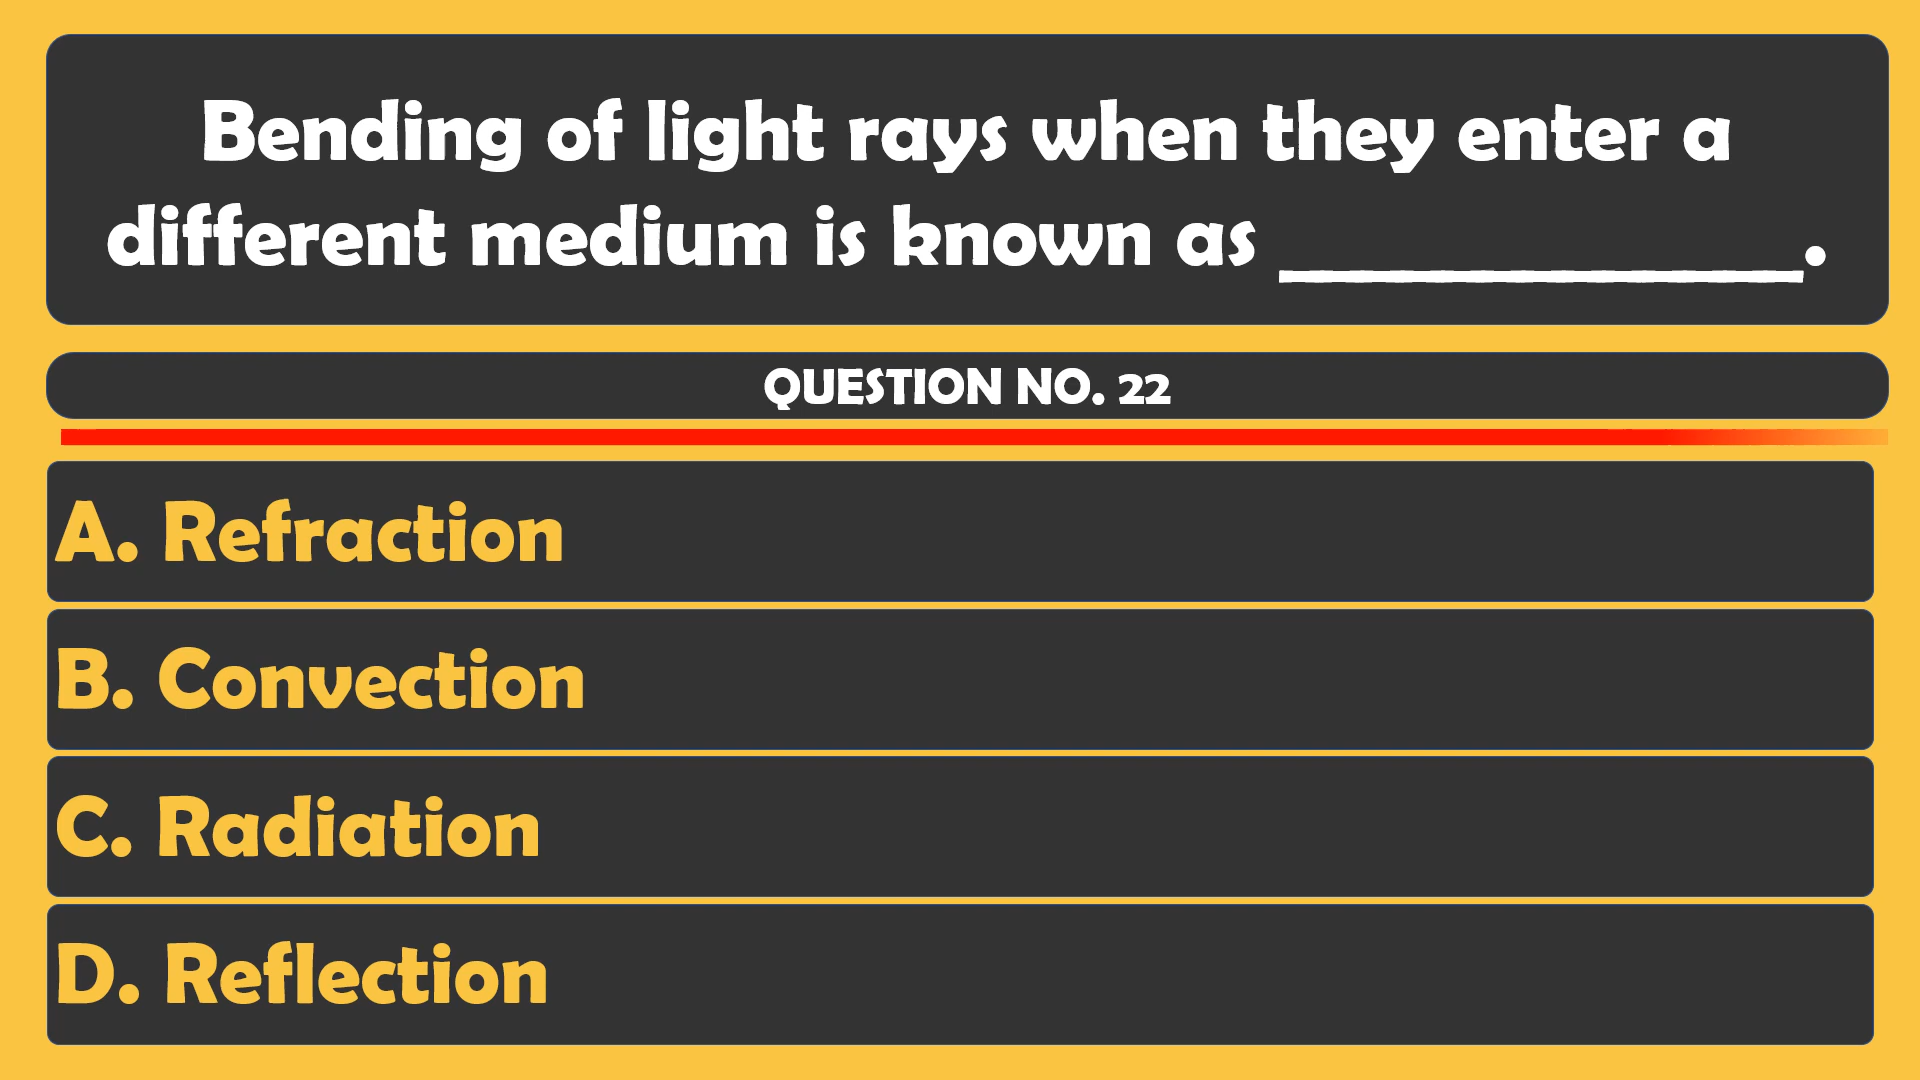 Bending of light rays when they enter a
different medium is known as _____________.
QUESTION NO. 22
A. Refraction
B. Convection
C. Radiation
D. Reflection